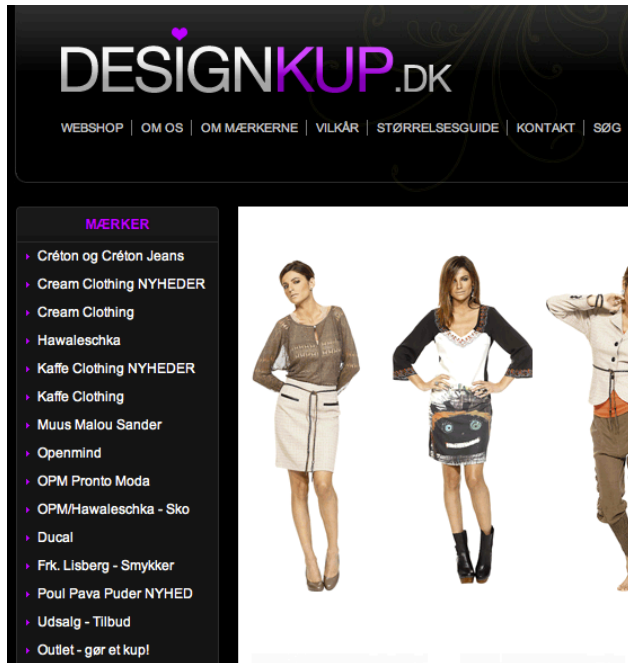 DESIGNKUP.DK
WEBSHOP | OM OS | OM MÆRKERNE | VILKÅR | STØRRELSESGUIDE | KONTAKT | SØG
MÆRKER
Créton og Créton Jeans
Cream Clothing NYHEDER
Cream Clothing
Hawaleschka
Kaffe Clothing NYHEDER
Kaffe Clothing
Muus Malou Sander
Openmind
OPM Pronto Moda
OPM/Hawaleschka - Sko
Ducal
Frk. Lisberg - Smykker
Poul Pava Puder NYHED
Udsalg - Tilbud
Outlet - gør et kup!